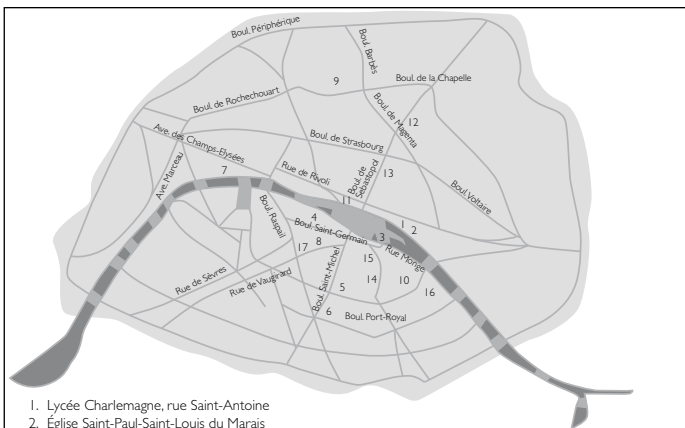 Boul. Périphérique
Boul. Barbès
9
Boul. de la Chapelle
Boul. de Rochechouart
Boul. de Magenta
12
Ave. des Champs-Elysées
Boul. de Strasbourg
Ave. Marceau
7
Rue de Rivoli
Boul. de Sébastopol
13
Boul. Voltaire
Boul. Raspail
11
4
1
2
Boul. Saint-Germain
3
8
17
Rue Monge
15
Boul. Saint-Michel
Rue de Sèvres
Rue de Vaugirard
5
14
10
16
6
Boul. Port-Royal
1. Lycée Charlemagne, rue Saint-Antoine
2. Église Saint-Paul-Saint-Louis du Marais